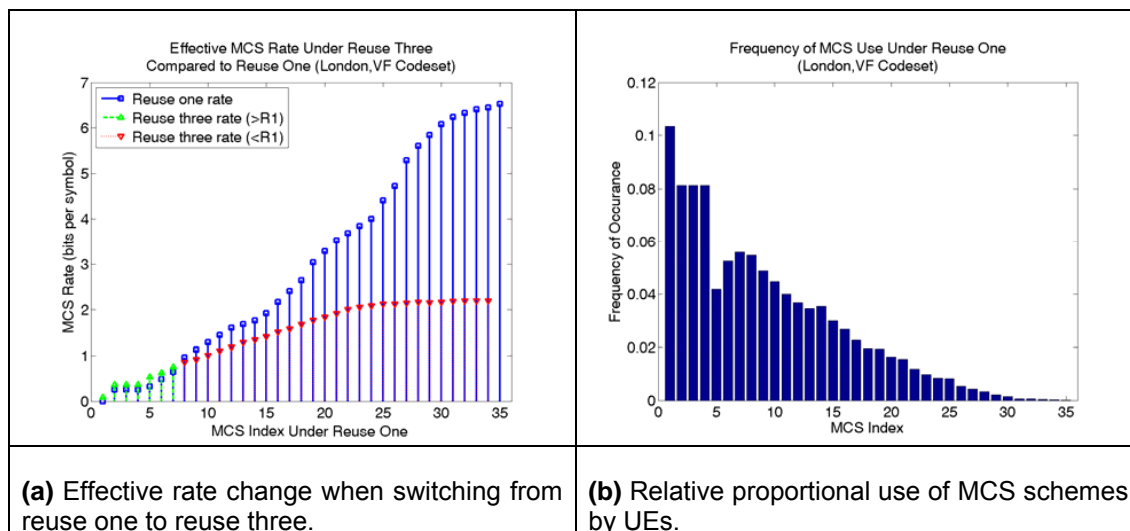 Effective MCS Rate Under Reuse Three
Compared to Reuse One (London,VF Codeset)
7
6
5
4
3
2
1
0
MCS Rate (bits per symbol)
Reuse one rate
Reuse three rate (>R1)
Reuse three rate (<R1)
0 5 10 15 20 25 30 35
MCS Index Under Reuse One
Frequency of MCS Use Under Reuse One
(London,VF Codeset)
0.12
0.1
0.08
0.06
0.04
0.02
0
Frequency of Occurance
0 5 10 15 20 25 30 35
MCS Index
(a) Effective rate change when switching from
reuse one to reuse three.
(b) Relative proportional use of MCS schemes
by UEs.